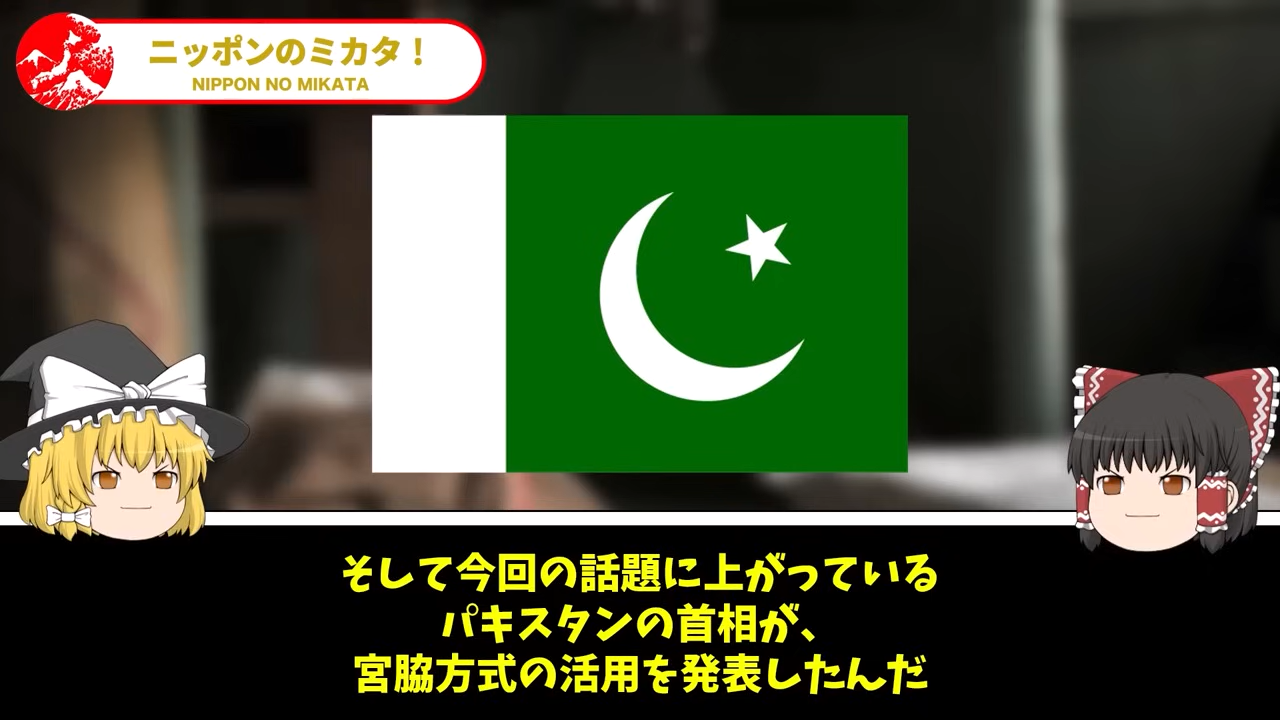 ニッポンのミカタ！
NIPPON NO MIKATA
そして今回の話題に上がっている
パキスタンの首相が、
宮脇方式の活用を発表したんだ